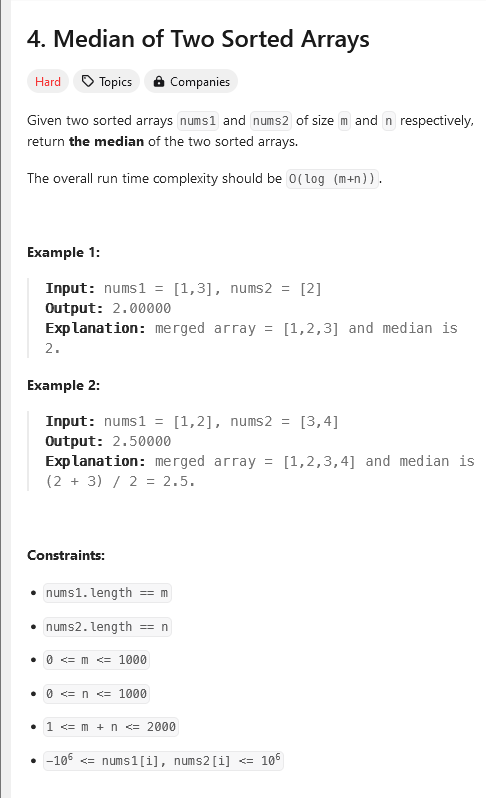 4. Median of Two Sorted Arrays
Hard Topics Companies
Given two sorted arrays nums1 and nums2 of size m and n respectively,
return the median of the two sorted arrays.
The overall run time complexity should be O(log (m+n)).
Example 1:
Input: nums1 = [1,3], nums2 = [2]
Output: 2.00000
Explanation: merged array = [1,2,3] and median is
2.
Example 2:
Input: nums1 = [1,2], nums2 = [3,4]
Output: 2.50000
Explanation: merged array = [1,2,3,4] and median is
(2 + 3) / 2 = 2.5.
Constraints:
• nums1.length == m
• nums2.length == n
• 0 <= m <= 1000
• 0 <= n <= 1000
• 1 <= m + n <= 2000
• -10⁶ <= nums1[i], nums2[i] <= 10⁶